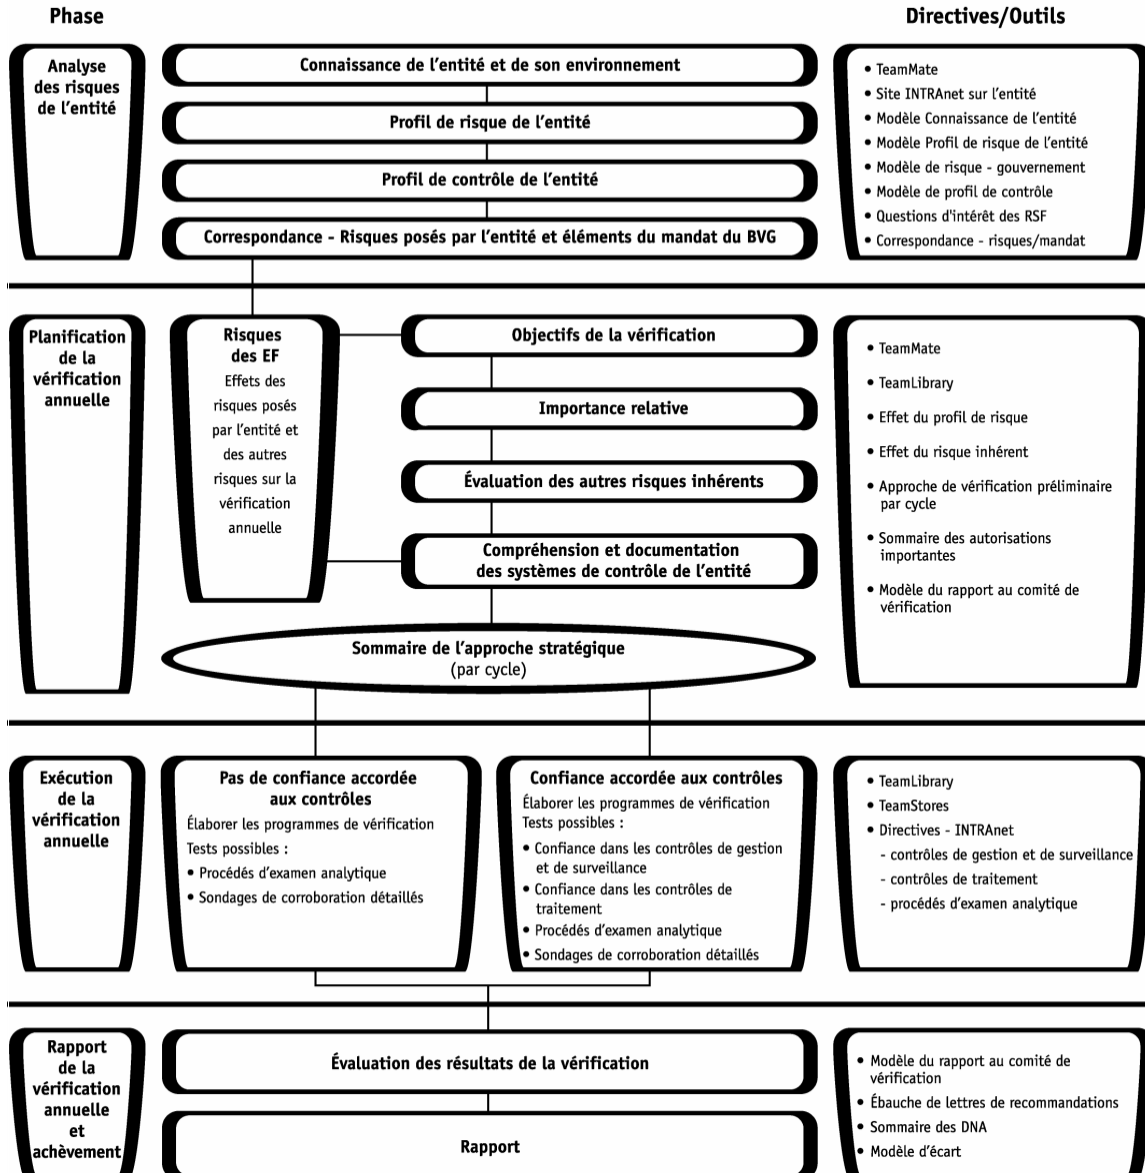 Phase
Directives/Outils
Analyse
des risques
de l’entité
Connaissance de l’entité et de son environnement
Profil de risque de l’entité
Profil de contrôle de l’entité
Correspondance - Risques posés par l’entité et éléments du mandat du BVG
• TeamMate
• Site INTRAnet sur l’entité
• Modèle Connaissance de l’entité
• Modèle Profil de risque de l’entité
• Modèle de risque - gouvernement
• Modèle de profil de contrôle
• Questions d'intérêt des RSF
• Correspondance - risques/mandat
Planification
de la
vérification
annuelle
Risques
des EF
Effets des
risques posés
par l’entité et
des autres
risques sur la
vérification
annuelle
Objectifs de la vérification
Importance relative
Évaluation des autres risques inhérents
Compréhension et documentation
des systèmes de contrôle de l’entité
Sommaire de l’approche stratégique
(par cycle)
• TeamMate
• TeamLibrary
• Effet du profil de risque
• Effet du risque inhérent
• Approche de vérification préliminaire
par cycle
• Sommaire des autorisations
importantes
• Modèle du rapport au comité de
vérification
Exécution
de la
vérification
annuelle
Pas de confiance accordée
aux contrôles
Élaborer les programmes de vérification
Tests possibles :
• Procédés d’examen analytique
• Sondages de corroboration détaillés
Confiance accordée aux contrôles
Élaborer les programmes de vérification
Tests possibles :
• Confiance dans les contrôles de gestion
et de surveillance
• Confiance dans les contrôles de
traitement
• Procédés d’examen analytique
• Sondages de corroboration détaillés
• TeamLibrary
• TeamStores
• Directives - INTRAnet
- contrôles de gestion et de surveillance
- contrôles de traitement
- procédés d’examen analytique
Rapport
de la
vérification
annuelle
et
achèvement
Évaluation des résultats de la vérification
Rapport
• Modèle du rapport au comité de
vérification
• Ébauche de lettres de recommandations
• Sommaire des DNA
• Modèle d’écart